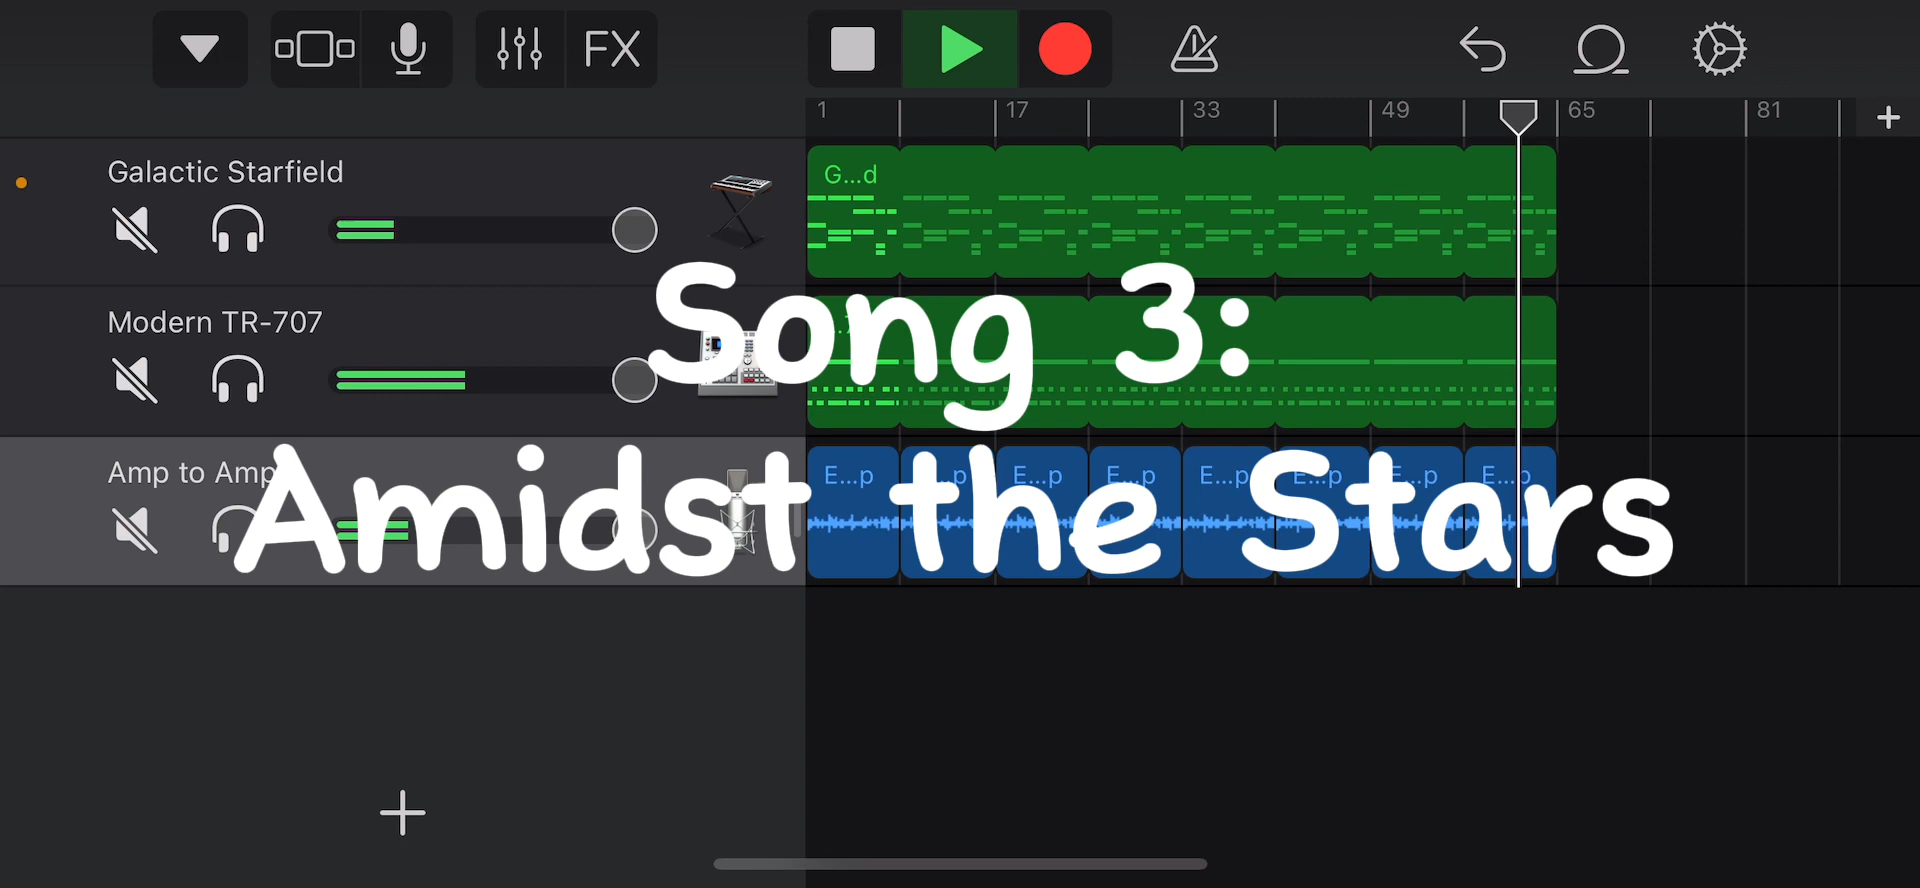 FX
1 17 33 49 65 81
Galactic Starfield
G...d
Modern TR-707
Song 3:
Amp to Amp
E...p E...p E...p E...p E...p
Amidst the Stars